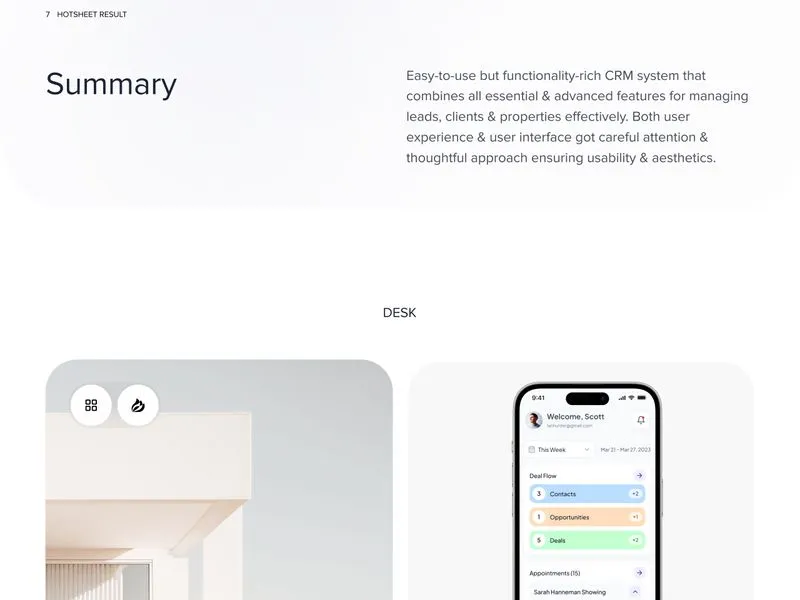 7 HOTSHEET RESULT
Summary
Easy-to-use but functionality-rich CRM system that
combines all essential & advanced features for managing
leads, clients & properties effectively. Both user
experience & user interface got careful attention &
thoughtful approach ensuring usability & aesthetics.
DESK
9:41
Welcome, Scott
This Week
Mar 21 - Mar 27, 2023
Deal Flow
3 Contacts +2
1 Opportunities +1
5 Deals +2
Appointments (15)
Sarah Hanneman Showing